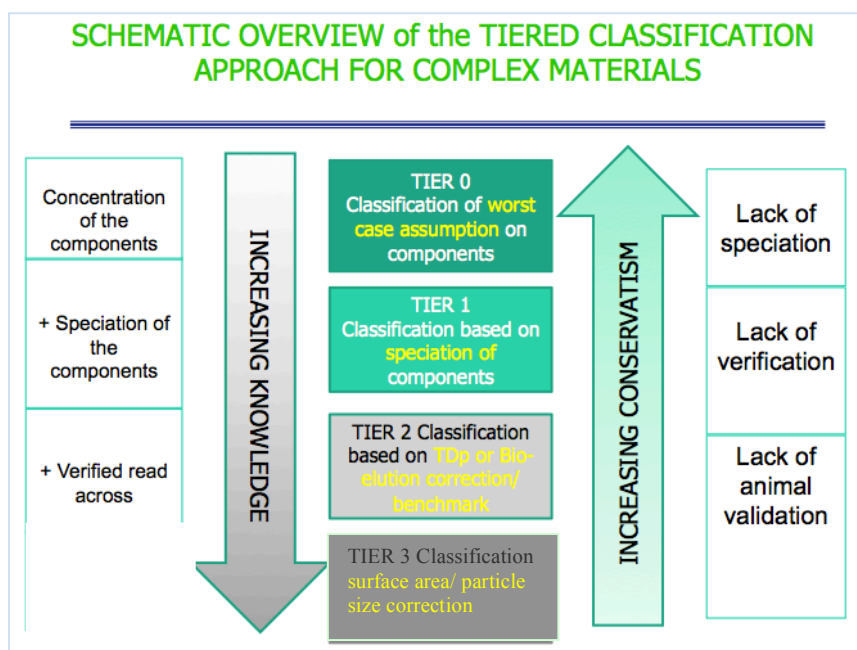 SCHEMATIC OVERVIEW of the TIERED CLASSIFICATION
APPROACH FOR COMPLEX MATERIALS
Concentration
of the
components
+ Speciation of
the
components
+ Verified read
across
INCREASING KNOWLEDGE
TIER 0
Classification of worst
case assumption on
components
TIER 1
Classification based on
speciation of
components
TIER 2 Classification
based on TDp or Bio-
elution correction/
benchmark
TIER 3 Classification
surface area/ particle
size correction
INCREASING CONSERVATISM
Lack of
speciation
Lack of
verification
Lack of
animal
validation